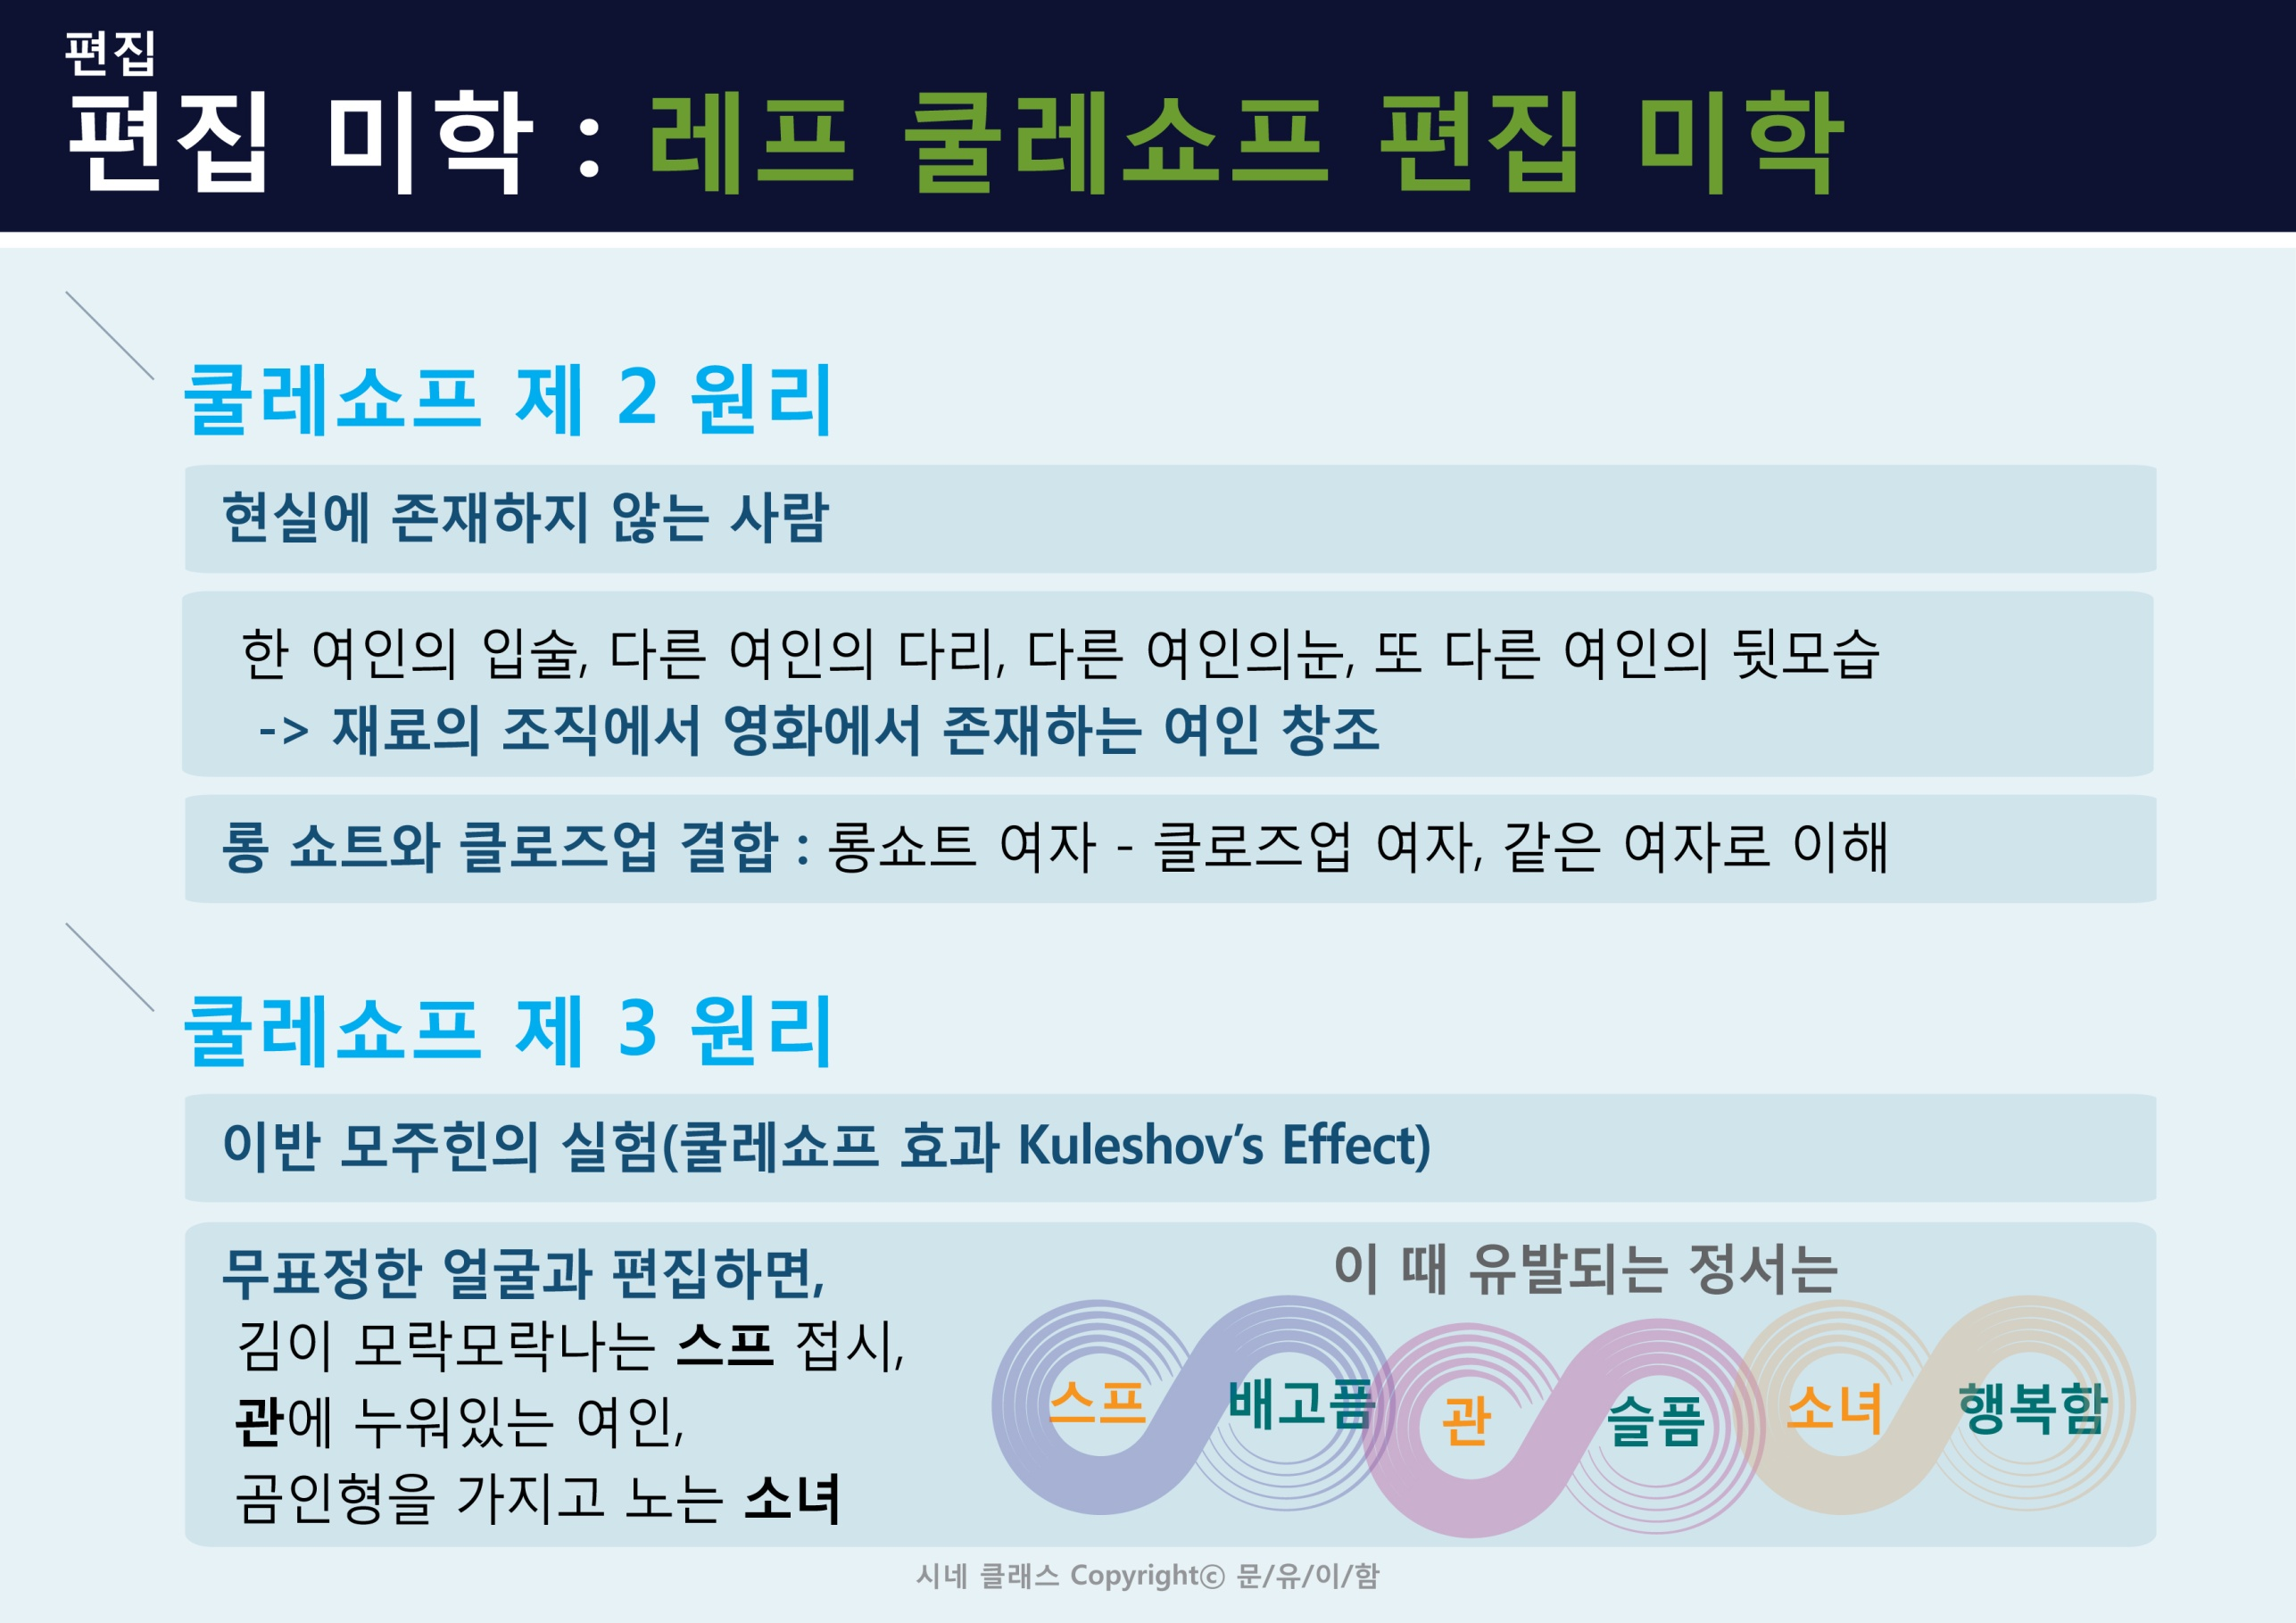 편집
편집 미학 : 레프 쿨레쇼프 편집 미학
쿨레쇼프 제 2 원리
현실에 존재하지 않는 사람
한 여인의 입술, 다른 여인의 다리, 다른 여인의눈, 또 다른 여인의 뒷모습
-> 재료의 조직에서 영화에서 존재하는 여인 창조
롱 쇼트와 클로즈업 결합 : 롱쇼트 여자 - 클로즈업 여자, 같은 여자로 이해
쿨레쇼프 제 3 원리
이반 모주힌의 실험(쿨레쇼프 효과 Kuleshov’s Effect)
무표정한 얼굴과 편집하면,
김이 모락모락나는 스프 접시,
관에 누워있는 여인,
곰인형을 가지고 노는 소녀
이 때 유발되는 정서는
스프 배고픔 관 슬픔 소녀 행복함
시네 클래스 Copyright© 문/유/이/함